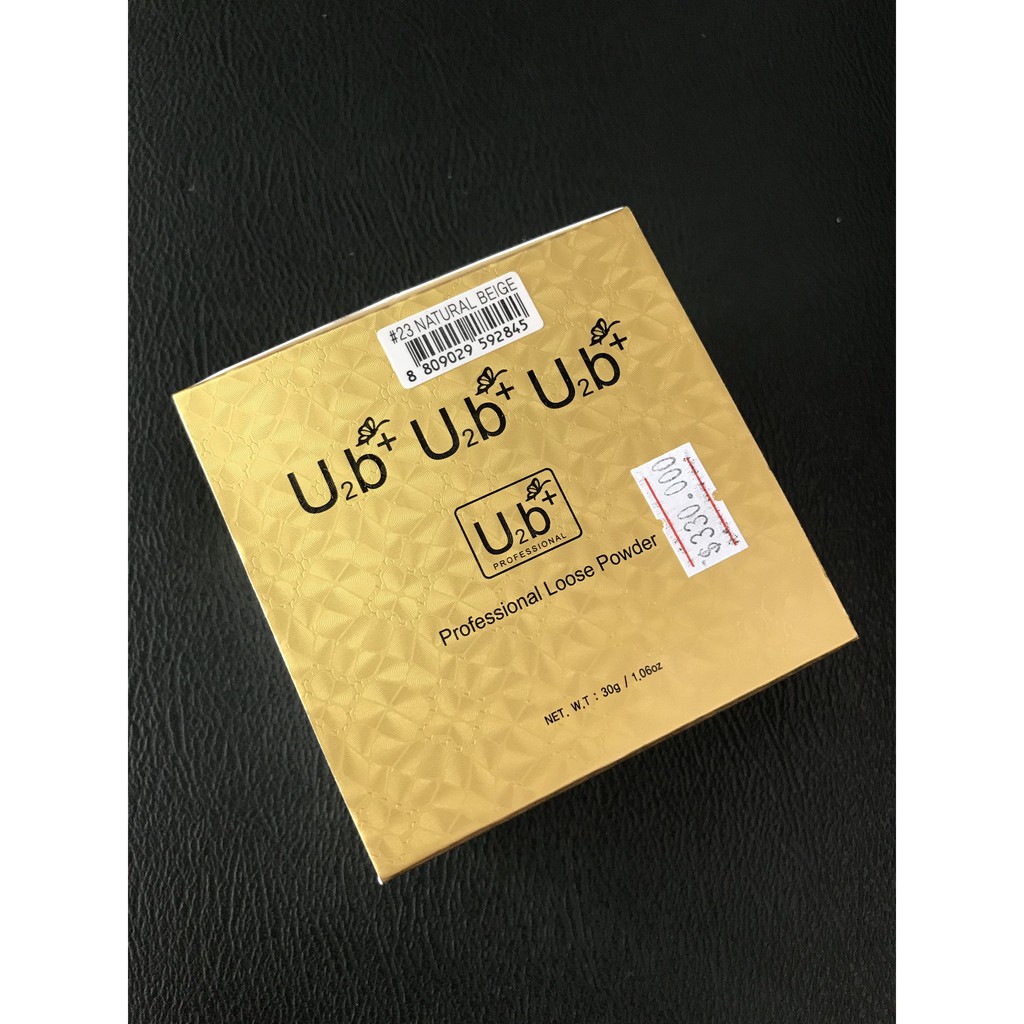 #23 NATURAL BEIGE
8 809029 592845
U2b+ U2b+ U2b+
U2b+
PROFESSIONAL
Professional Loose Powder
$330.000
NET. W.T : 30g / 1.06oz